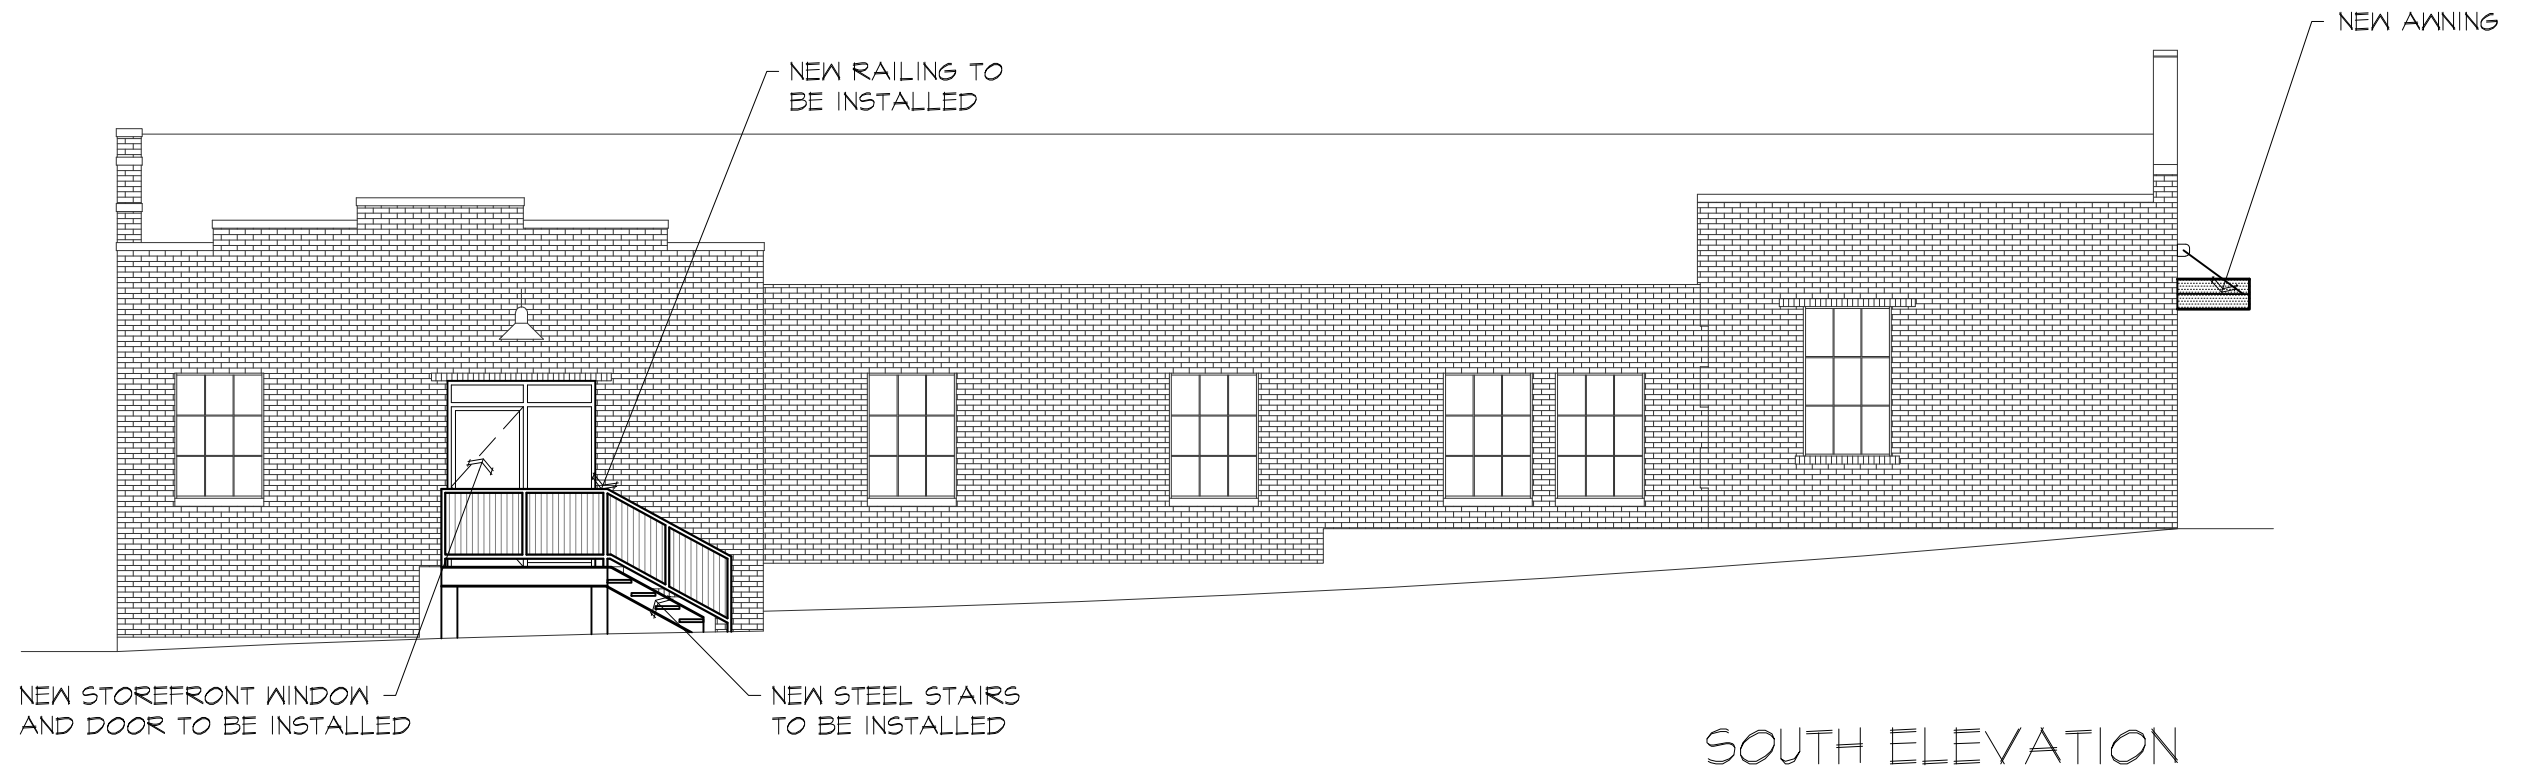 NEW AWNING
NEW RAILING TO
BE INSTALLED
NEW STOREFRONT WINDOW
AND DOOR TO BE INSTALLED
NEW STEEL STAIRS
TO BE INSTALLED
SOUTH ELEVATION